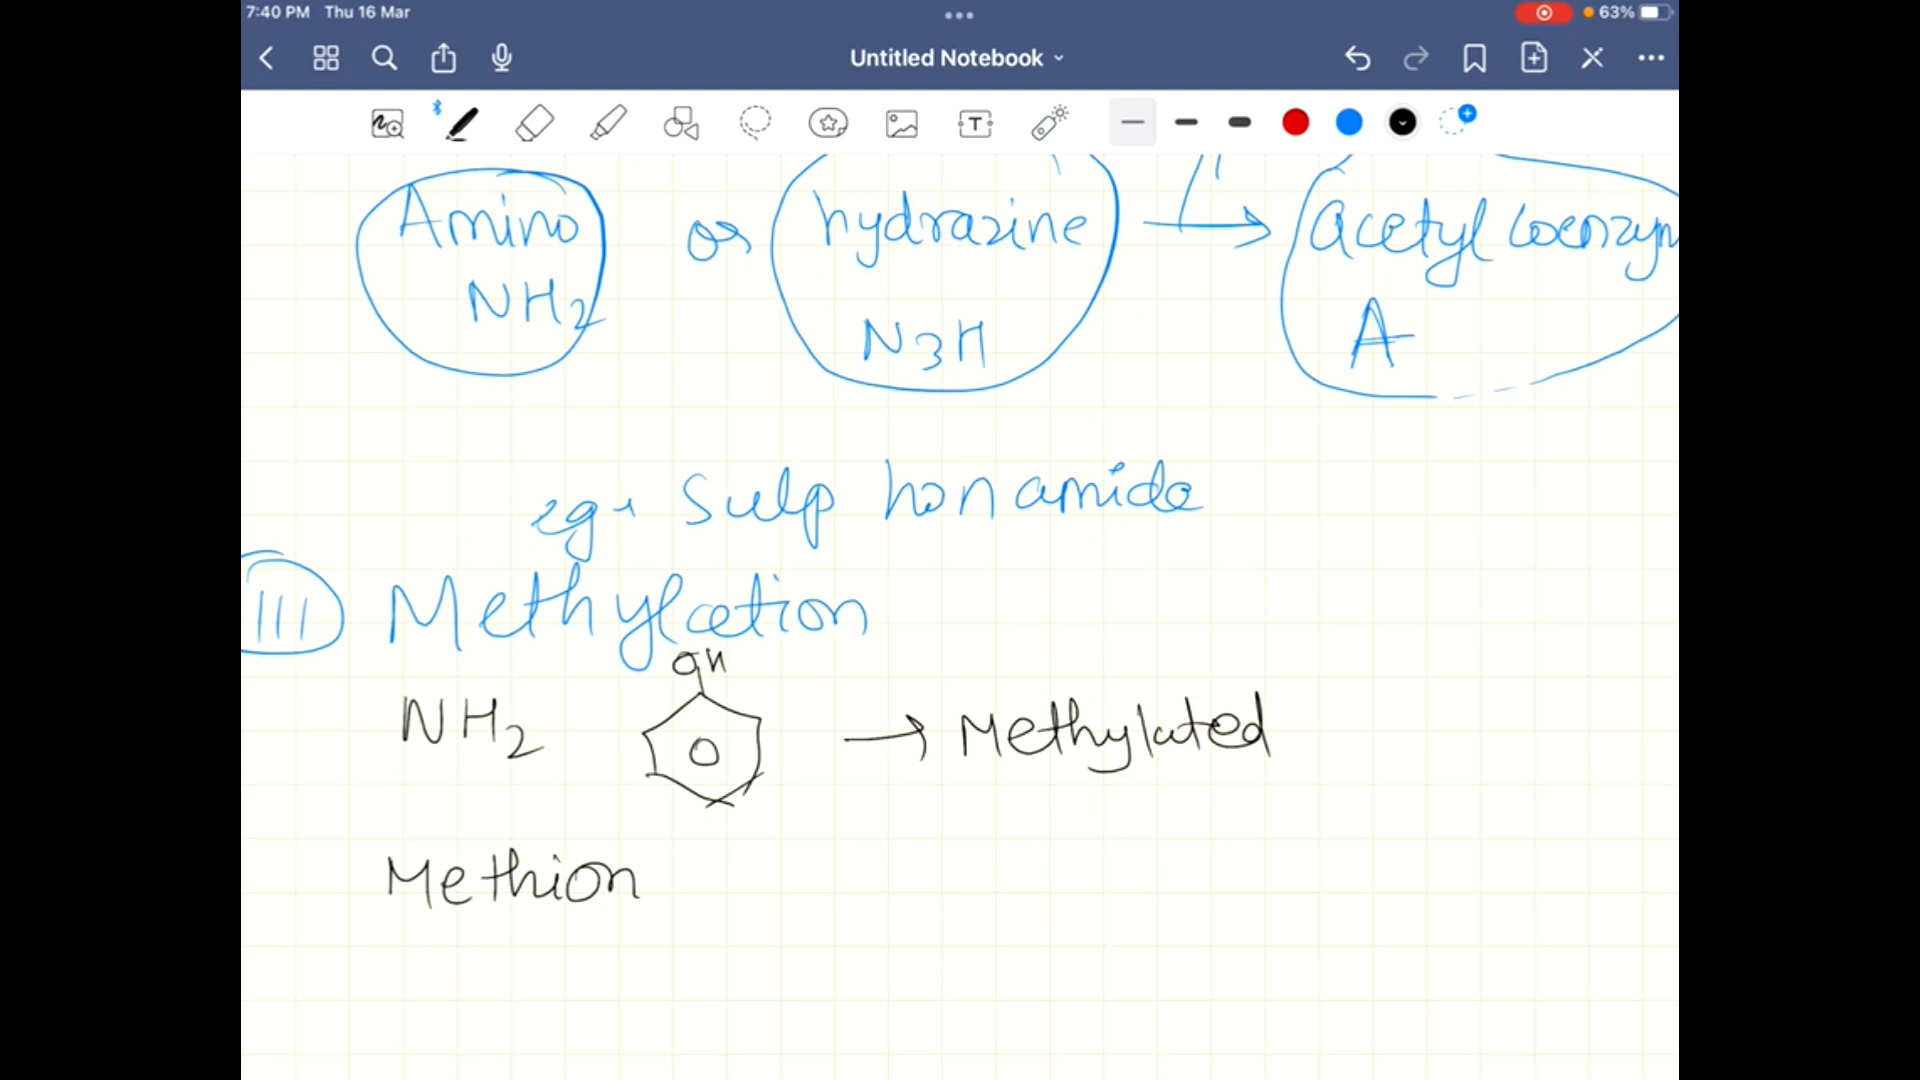 7:40 PM Thu 16 Mar
63%
Untitled Notebook
T
Amino or hydrazine → acetyl coenzym
NH2 N3H A
eg. Sulphonamide
III Methylation
OH
NH2 → Methylated
Methion